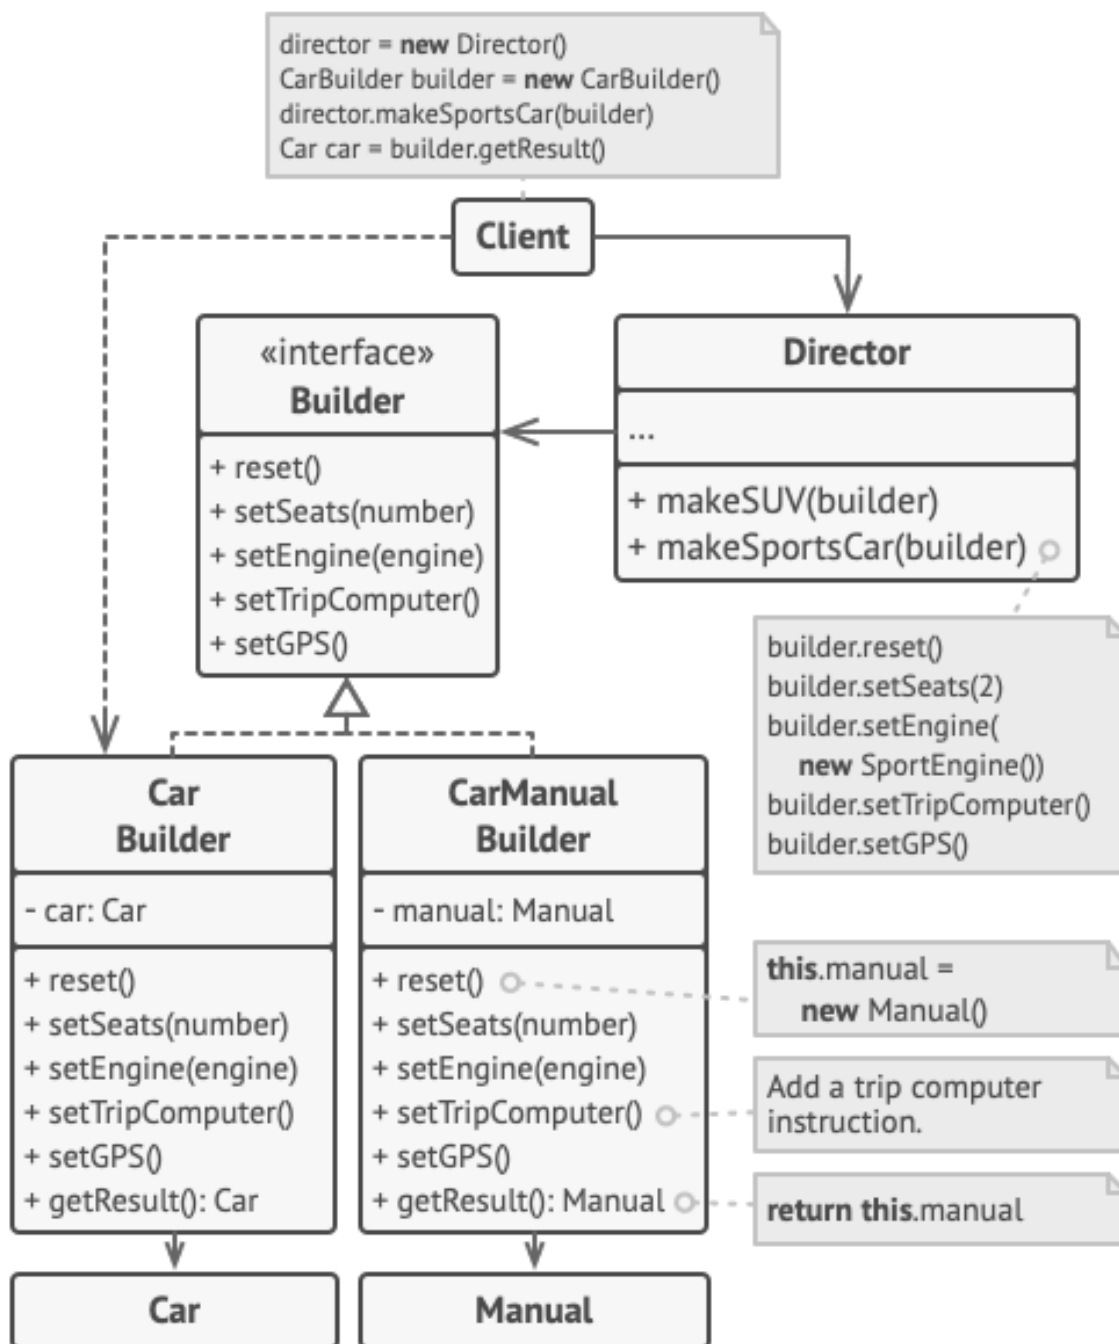 director = new Director()
CarBuilder builder = new CarBuilder()
director.makeSportsCar(builder)
Car car = builder.getResult()
Client
«interface»
Builder
+ reset()
+ setSeats(number)
+ setEngine(engine)
+ setTripComputer()
+ setGPS()
Director
...
+ makeSUV(builder)
+ makeSportsCar(builder)
builder.reset()
builder.setSeats(2)
builder.setEngine(
new SportEngine())
builder.setTripComputer()
builder.setGPS()
Car
Builder
- car: Car
+ reset()
+ setSeats(number)
+ setEngine(engine)
+ setTripComputer()
+ setGPS()
+ getResult(): Car
CarManual
Builder
- manual: Manual
+ reset()
+ setSeats(number)
+ setEngine(engine)
+ setTripComputer()
+ setGPS()
+ getResult(): Manual
this.manual =
new Manual()
Add a trip computer
instruction.
return this.manual
Car
Manual